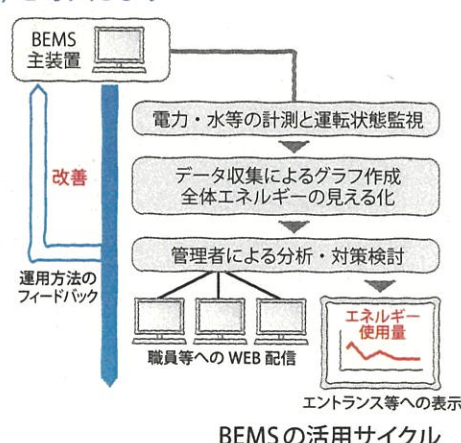 BEMS
主装置
電力・水等の計測と運転状態監視
改善
データ収集によるグラフ作成
全体エネルギーの見える化
管理者による分析・対策検討
運用方法の
フィードバック
エネルギー
使用量
職員等への WEB 配信
エントランス等への表示
BEMSの活用サイクル